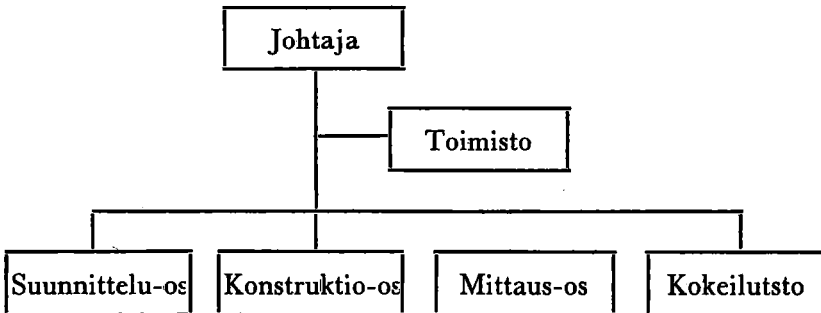 Johtaja
Toimisto
Suunnittelu-os
Konstruktio-os
Mittaus-os
Kokeilutsto